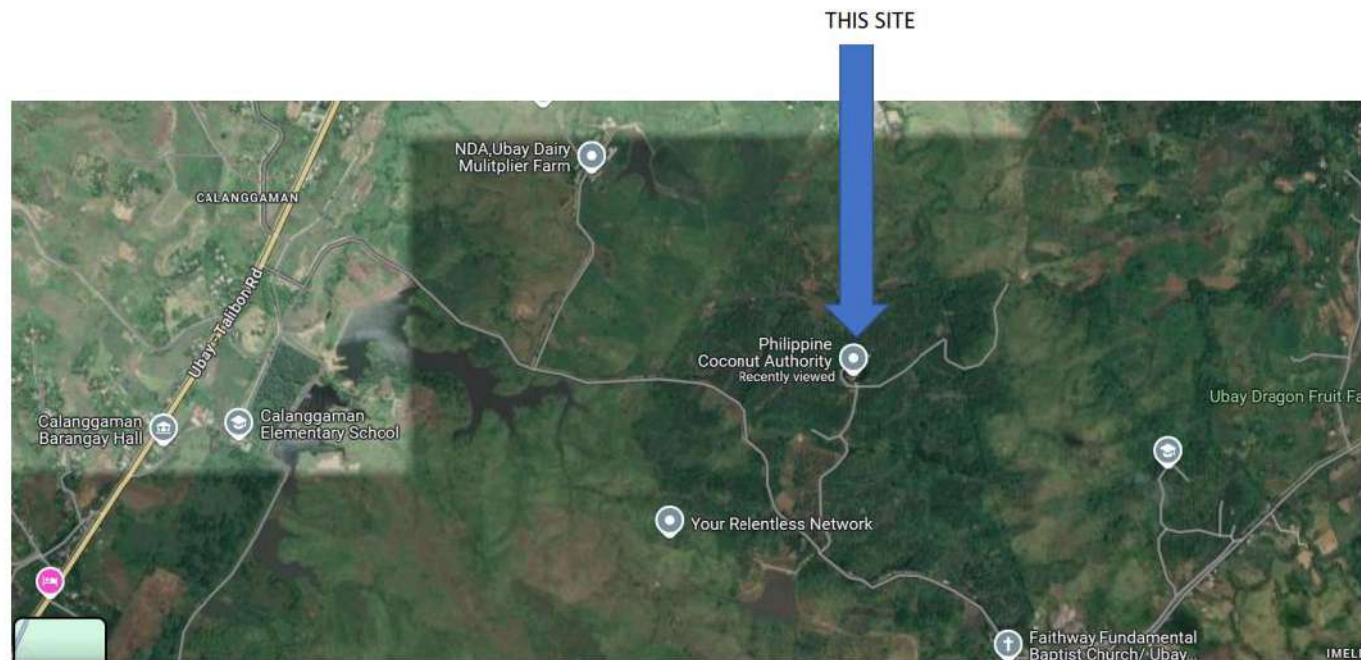 THIS SITE
NDA,Ubay Dairy
Mulitplier Farm
CALANGGAMAN
Ubay - Talibon Rd
Philippine
Coconut Authority
Recently viewed
Ubay Dragon Fruit Fa
Calanggaman
Barangay Hall
Calanggaman
Elementary School
Your Relentless Network
Faithway Fundamental
Baptist Church/ Ubay...
IMEL